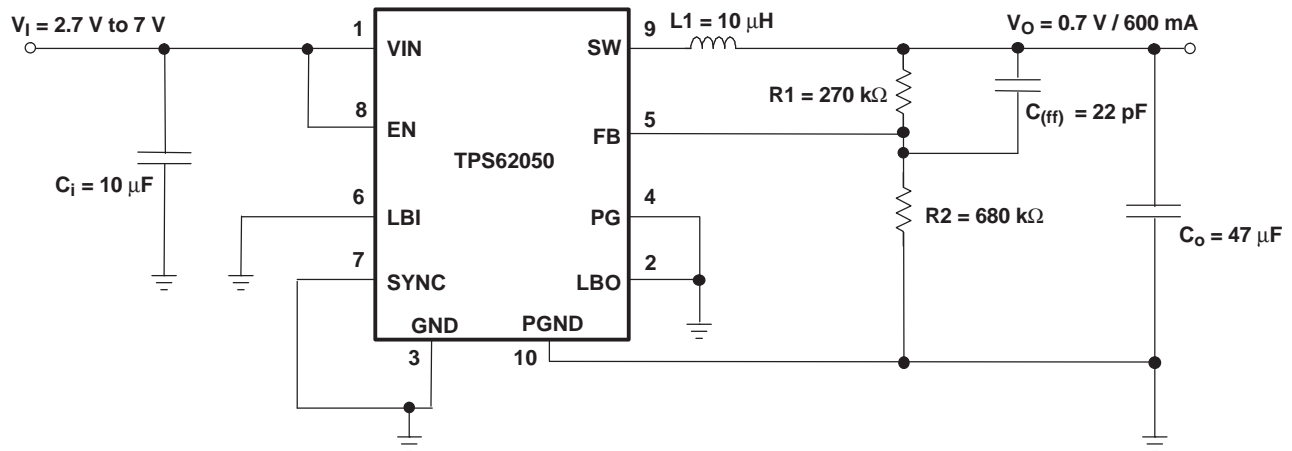 V_I = 2.7 V to 7 V
1
VIN
8
EN
C_i = 10 µF
6
LBI
7
SYNC
GND
3
PGND
10
TPS62050
9
SW
5
FB
4
PG
2
LBO
L1 = 10 µH
V_O = 0.7 V / 600 mA
R1 = 270 kΩ
C_(ff) = 22 pF
R2 = 680 kΩ
C_o = 47 µF